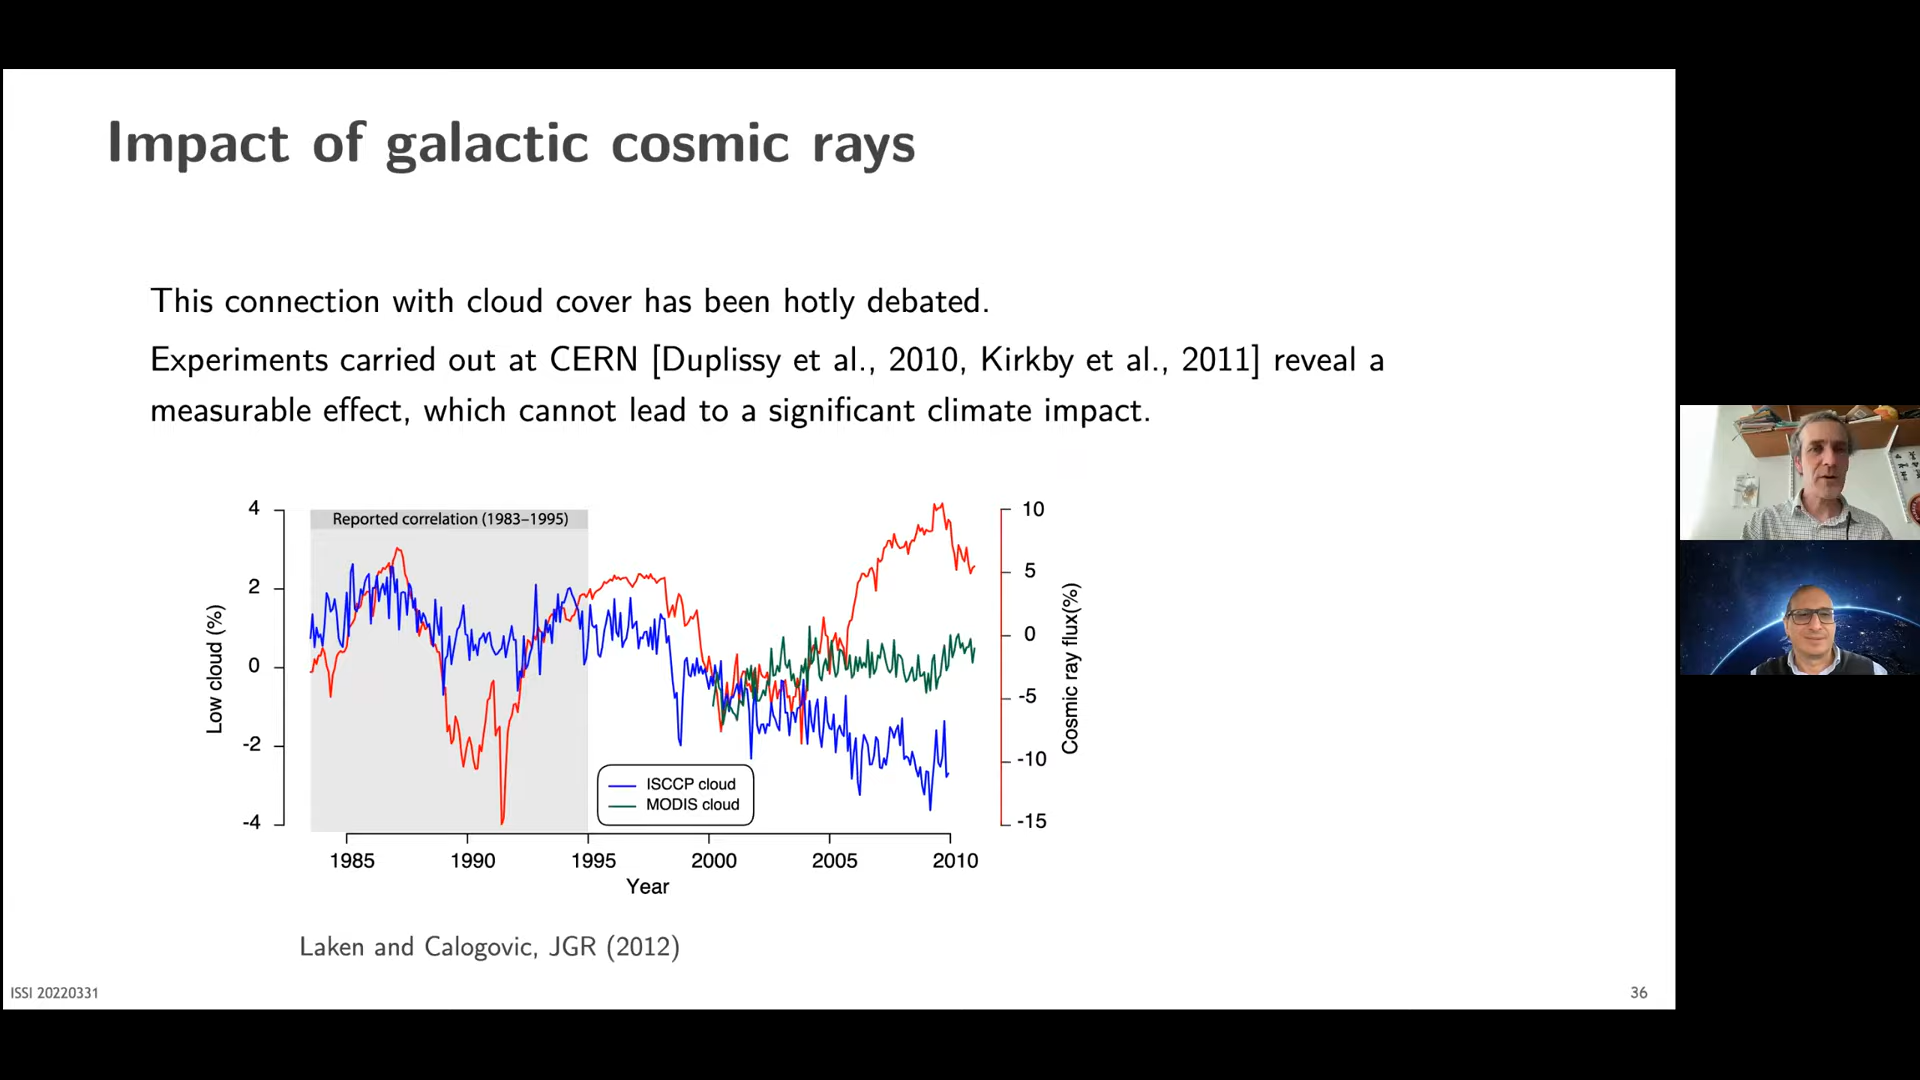 Impact of galactic cosmic rays
This connection with cloud cover has been hotly debated.
Experiments carried out at CERN [Duplissy et al., 2010, Kirkby et al., 2011] reveal a
measurable effect, which cannot lead to a significant climate impact.
Reported correlation (1983–1995)
4
2
0
-2
-4
Low cloud (%)
10
5
0
-5
-10
-15
Cosmic ray flux(%)
ISCCP cloud
MODIS cloud
1985 1990 1995 2000 2005 2010
Year
Laken and Calogovic, JGR (2012)
ISSI 20220331
36